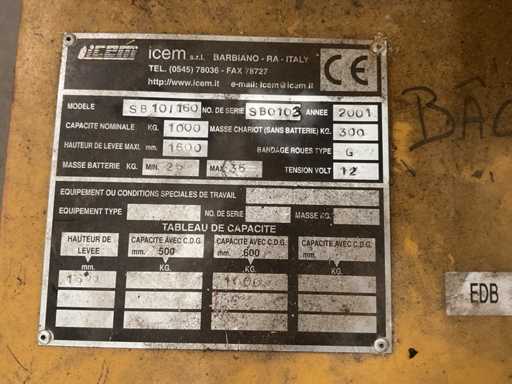 icem icem s.r.l. BARBIANO - RA - ITALY
TEL. (0545) 78036 - FAX 78727
http://www.icem.it e-mail: icem@icem.it
CE
MODELE SB10/160 NO. DE SERIE SB0103 ANNÉE 2001
CAPACITE NOMINALE KG. 1000 MASSE CHARIOT (SANS BATTERIE) KG. 300
HAUTEUR DE LEVEE MAXI. mm. 1600 BANDAGE ROUES TYPE G
MASSE BATTERIE KG. MIN. 25 MAX. 35 TENSION VOLT 12
EQUIPEMENT OU CONDITIONS SPECIALES DE TRAVAIL
EQUIPEMENT TYPE NO. DE SERIE MASSE KG.
TABLEAU DE CAPACITE
HAUTEUR DE LEVEE CAPACITE AVEC C.D.G. mm. 500 CAPACITE AVEC C.D.G. mm. 600 CAPACITE AVEC C.D.G. mm.
mm. KG. KG. KG.
EDB